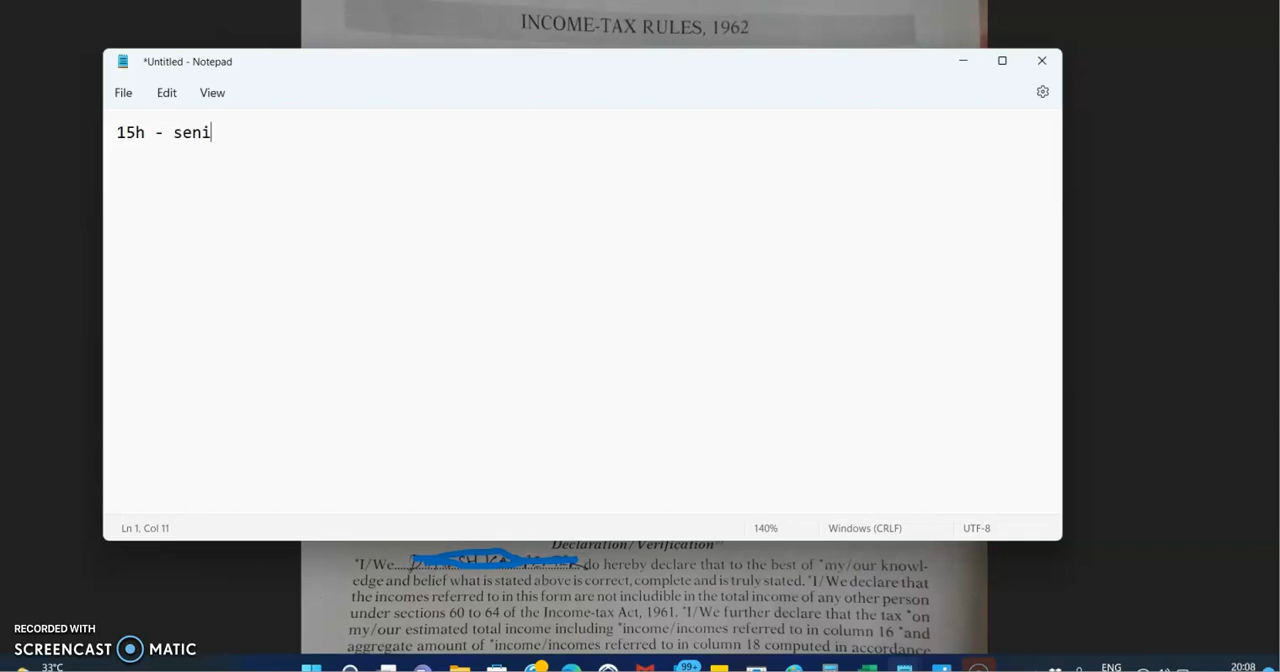 INCOME-TAX RULES, 1962
*Untitled - Notepad
File Edit View
15h - seni
Ln 1, Col 11 140% Windows (CRLF) UTF-8
Declaration/Verification
*I/We.... do hereby declare that to the best of *my/our knowl-
edge and belief what is stated above is correct, complete and is truly stated. *I/We declare that
the incomes referred to in this form are not includible in the total income of any other person
under sections 60 to 64 of the Income-tax Act, 1961. *I/We further declare that the tax *on
my/our estimated total income including *income/incomes referred to in column 16 *and
aggregate amount of *income/incomes referred to in column 18 computed in accordance
RECORDED WITH
SCREENCAST MATIC
33°C 99+ ENG 20:08